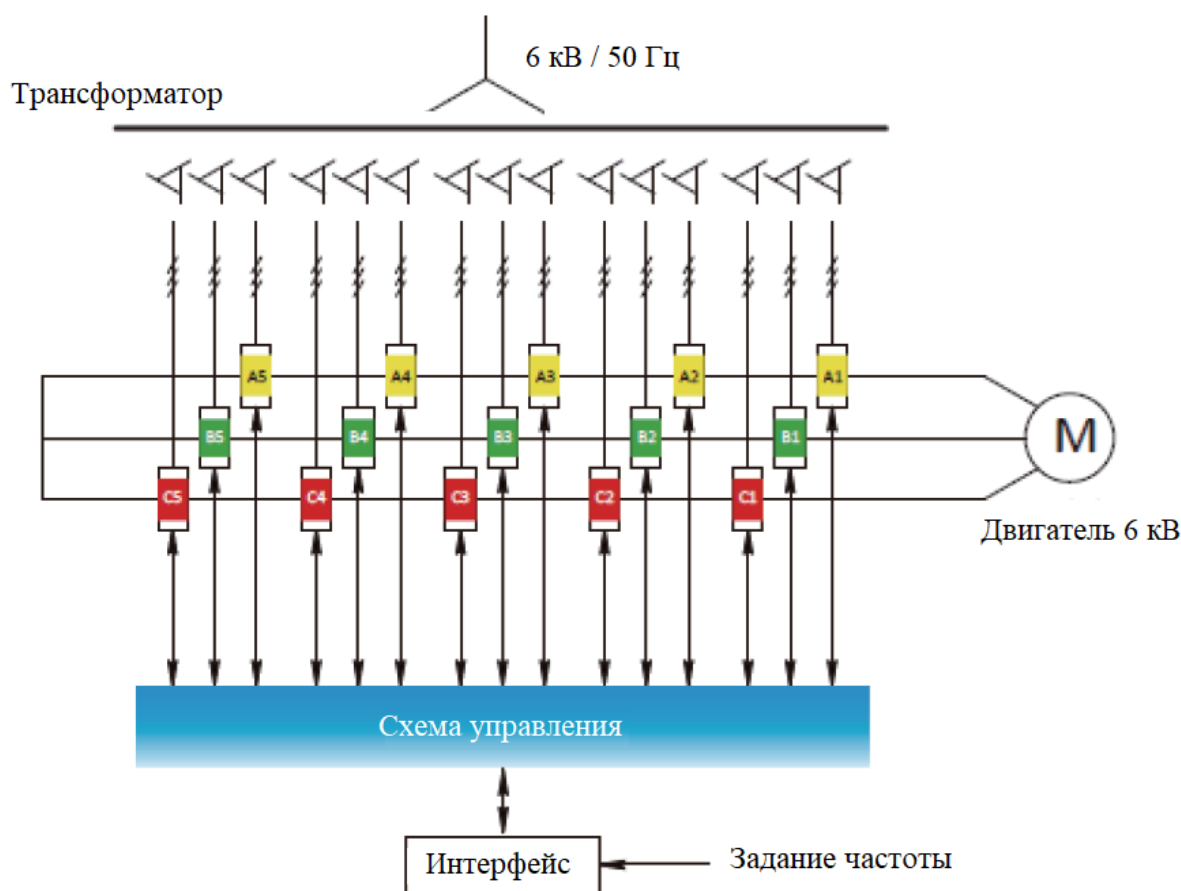 6 кВ / 50 Гц
Трансформатор
A5 A4 A3 A2 A1
B5 B4 B3 B2 B1
M
C5 C4 C3 C2 C1
Двигатель 6 кВ
Схема управления
Интерфейс
Задание частоты